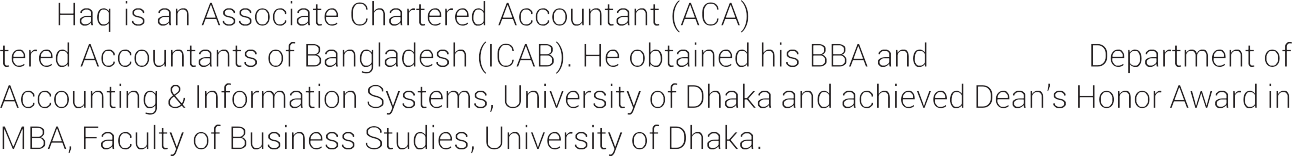 Haq is an Associate Chartered Accountant (ACA)
tered Accountants of Bangladesh (ICAB). He obtained his BBA and Department of
Accounting & Information Systems, University of Dhaka and achieved Dean’s Honor Award in
MBA, Faculty of Business Studies, University of Dhaka.